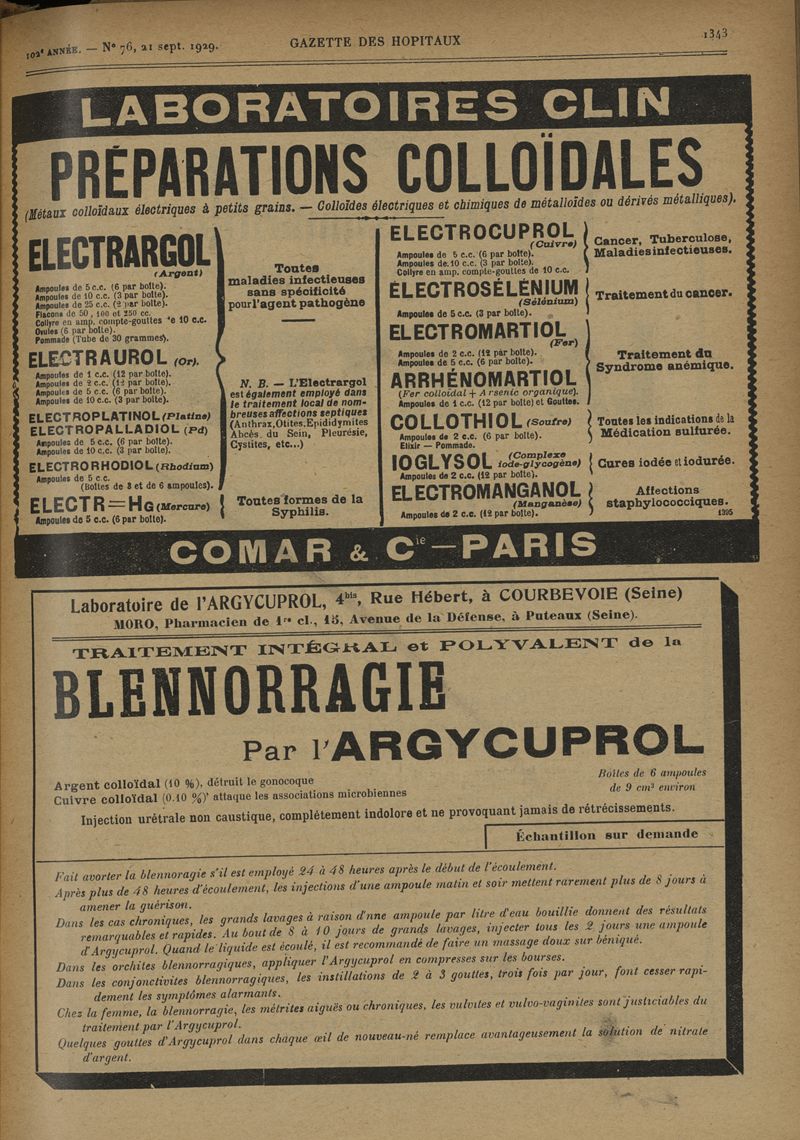 102e ANNÉE. — No 76, 21 sept. 1929.
GAZETTE DES HOPITAUX
1343
LABORATOIRES CLIN
PRÉPARATIONS COLLOÏDALES
(Métaux colloïdaux électriques à petits grains. — Colloïdes électriques et chimiques de métalloïdes ou dérivés métalliques).
ELECTRARGOL
(Argent)
Ampoules de 5 c.c. (6 par boîte).
Ampoules de 10 c.c. (3 par boîte).
Ampoules de 25 c.c. (2 par boîte).
Flacons de 50, 100 et 250 cc.
Collyre en amp. compte-gouttes de 10 c.c.
Ovules (6 par boîte).
Pommade (Tube de 30 grammes).
ELECTRAUROL (Or).
Ampoules de 1 c.c. (12 par boîte).
Ampoules de 2 c.c. (12 par boîte).
Ampoules de 5 c.c. (6 par boîte).
Ampoules de 10 c.c. (3 par boîte).
ELECTROPLATINOL (Platine)
ELECTROPALLADIOL (Pd)
Ampoules de 5 c.c. (6 par boîte).
Ampoules de 10 c.c. (3 par boîte).
ELECTRORHODIOL (Rhodium)
Ampoules de 5 c.c.
(Boîtes de 3 et de 6 ampoules).
Toutes
maladies infectieuses
sans spécificité
pour l'agent pathogène
N. B. — L'Electrargol
est également employé dans
le traitement local de nom-
breuses affections septiques
(Anthrax, Otites, Epididymites
Abcès du Sein, Pleurésie,
Cystites, etc...)
ELECTR=HG (Mercure)
Ampoules de 5 c.c. (6 par boîte).
Toutes formes de la
Syphilis.
ELECTROCUPROL
(Cuivre)
Ampoules de 5 c.c. (6 par boîte).
Ampoules de 10 c.c. (3 par boîte).
Collyre en amp. compte-gouttes de 10 c.c.
Cancer, Tuberculose,
Maladies infectieuses.
ÉLECTROSÉLÉNIUM
(Sélénium)
Ampoules de 5 c.c. (3 par boîte).
Traitement du cancer.
ELECTROMARTIOL
(Fer)
Ampoules de 2 c.c. (12 par boîte).
Ampoules de 5 c.c. (6 par boîte).
ARRHÉNOMARTIOL
(Fer colloïdal + Arsenic organique).
Ampoules de 1 c.c. (12 par boîte) et Gouttes.
Traitement du
Syndrome anémique.
COLLOTHIOL (Soufre)
Ampoules de 2 c.c. (6 par boîte).
Elixir — Pommade.
Toutes les indications de la
Médication sulfurée.
IOGLYSOL (Complexe
iode-glycogène)
Ampoules de 2 c.c. (12 par boîte).
Cures iodée et iodurée.
ELECTROMANGANOL
(Manganèse)
Ampoules de 2 c.c. (12 par boîte).
Affections
staphylococciques.
1395
COMAR & Cie — PARIS
Laboratoire de l'ARGYCUPROL, 4bis, Rue Hébert, à COURBEVOIE (Seine)
MORO, Pharmacien de 1re cl., 15, Avenue de la Défense, à Puteaux (Seine).
TRAITEMENT INTÉGRAL et POLYVALENT de la
BLENNORRAGIE
Par l'ARGYCUPROL
Argent colloïdal (10 %), détruit le gonocoque
Cuivre colloïdal (0.10 %) attaque les associations microbiennes
Boîtes de 6 ampoules
de 9 cm3 environ
Injection urétrale non caustique, complètement indolore et ne provoquant jamais de rétrécissements.
Échantillon sur demande
Fait avorter la blennoragie s'il est employé 24 à 48 heures après le début de l'écoulement.
Après plus de 48 heures d'écoulement, les injections d'une ampoule matin et soir mettent rarement plus de 8 jours à
amener la guérison.
Dans les cas chroniques, les grands lavages à raison d'nne ampoule par litre d'eau bouillie donnent des résultats
remarquables et rapides. Au bout de 8 à 10 jours de grands lavages, injecter tous les 2 jours une ampoule
d'Argycuprol. Quand le liquide est écoulé, il est recommandé de faire un massage doux sur béniqué.
Dans les orchites blennorragiques, appliquer l'Argycuprol en compresses sur les bourses.
Dans les conjonctivites blennorragiques, les instillations de 2 à 3 gouttes, trois fois par jour, font cesser rapi-
dement les symptômes alarmants.
Chez la femme, la blennorragie, les métrites aiguës ou chroniques, les vulvites et vulvo-vaginites sont justiciables du
traitement par l'Argycuprol.
Quelques gouttes d'Argycuprol dans chaque œil de nouveau-né remplace avantageusement la solution de nitrate
d'argent.